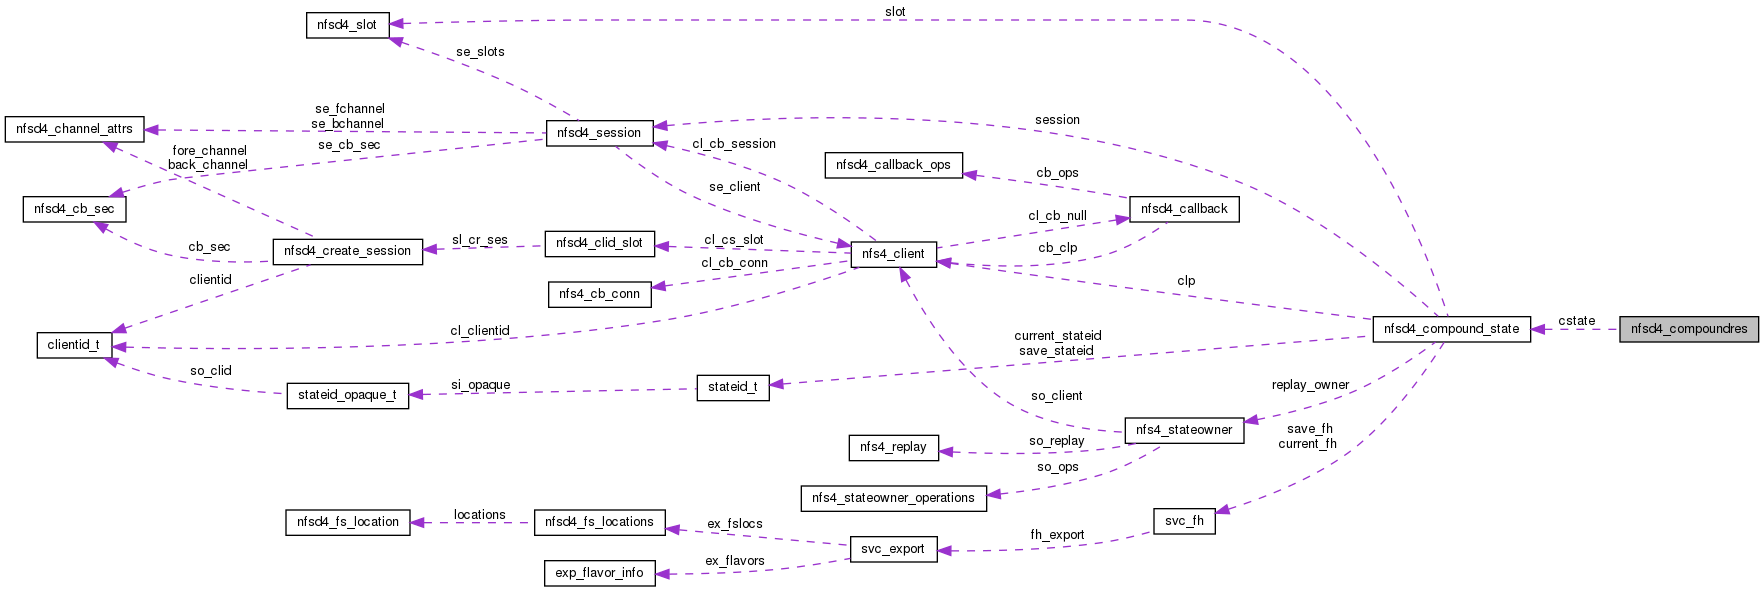 slot
nfsd4_slot
se_slots
se_fchannel
se_bchannel
session
nfsd4_channel_attrs
nfsd4_session
se_cb_sec
cl_cb_session
fore_channel
back_channel
nfsd4_callback_ops
cb_ops
se_client
nfsd4_cb_sec
nfsd4_callback
cl_cb_null
cb_sec
nfsd4_create_session
sl_cr_ses
nfsd4_clid_slot
cl_cs_slot
nfs4_client
cb_clp
cl_cb_conn
clientid
nfs4_cb_conn
clp
cl_clientid
current_stateid
save_stateid
nfsd4_compound_state
cstate
nfsd4_compoundres
clientid_t
so_clid
stateid_opaque_t
si_opaque
stateid_t
replay_owner
so_client
nfs4_stateowner
save_fh
current_fh
nfs4_replay
so_replay
so_ops
nfs4_stateowner_operations
nfsd4_fs_location
locations
nfsd4_fs_locations
ex_fslocs
svc_fh
fh_export
svc_export
ex_flavors
exp_flavor_info